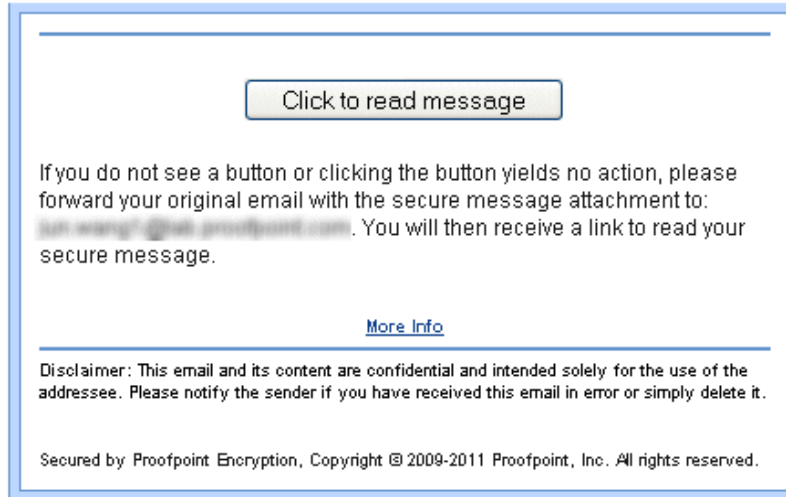 Click to read message
If you do not see a button or clicking the button yields no action, please
forward your original email with the secure message attachment to:
. You will then receive a link to read your
secure message.
More Info
Disclaimer: This email and its content are confidential and intended solely for the use of the
addressee. Please notify the sender if you have received this email in error or simply delete it.
Secured by Proofpoint Encryption, Copyright © 2009-2011 Proofpoint, Inc. All rights reserved.